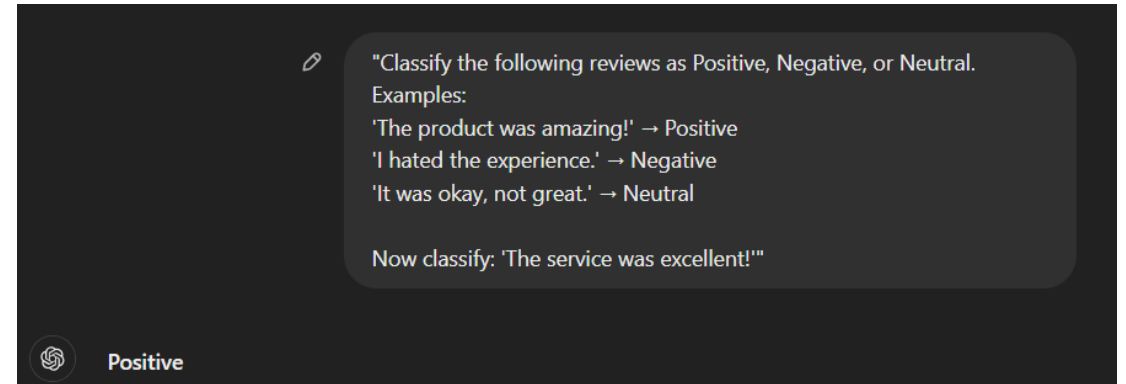 "Classify the following reviews as Positive, Negative, or Neutral.
Examples:
'The product was amazing!' → Positive
'I hated the experience.' → Negative
'It was okay, not great.' → Neutral
Now classify: 'The service was excellent!'"
Positive